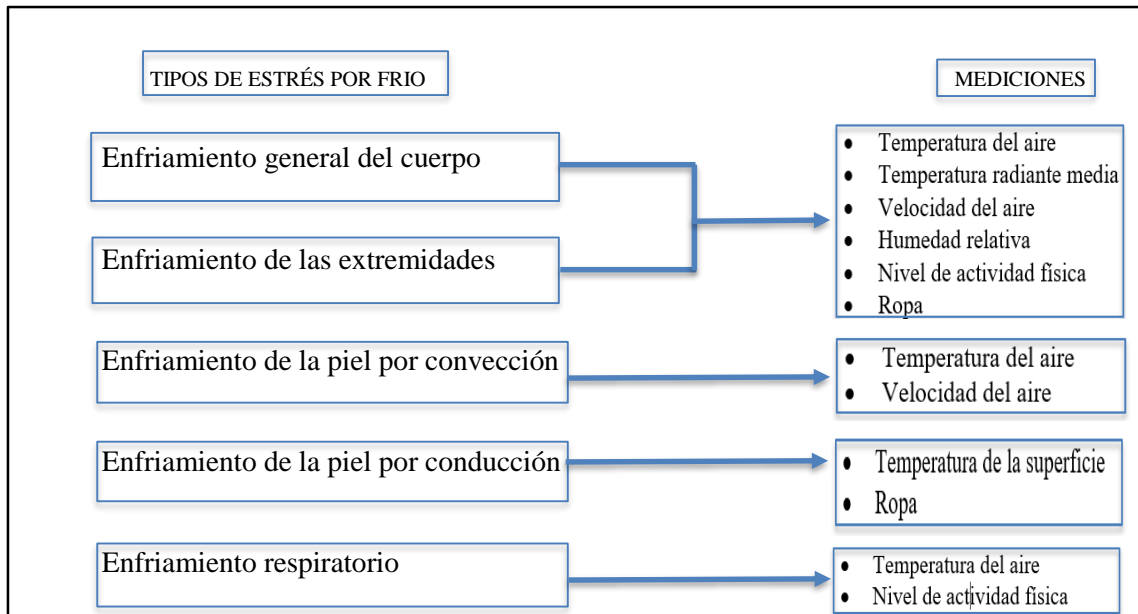 TIPOS DE ESTRÉS POR FRIO
MEDICIONES
Enfriamiento general del cuerpo
Enfriamiento de las extremidades
• Temperatura del aire
• Temperatura radiante media
• Velocidad del aire
• Humedad relativa
• Nivel de actividad física
• Ropa
Enfriamiento de la piel por convección
• Temperatura del aire
• Velocidad del aire
Enfriamiento de la piel por conducción
• Temperatura de la superficie
• Ropa
Enfriamiento respiratorio
• Temperatura del aire
• Nivel de actividad física